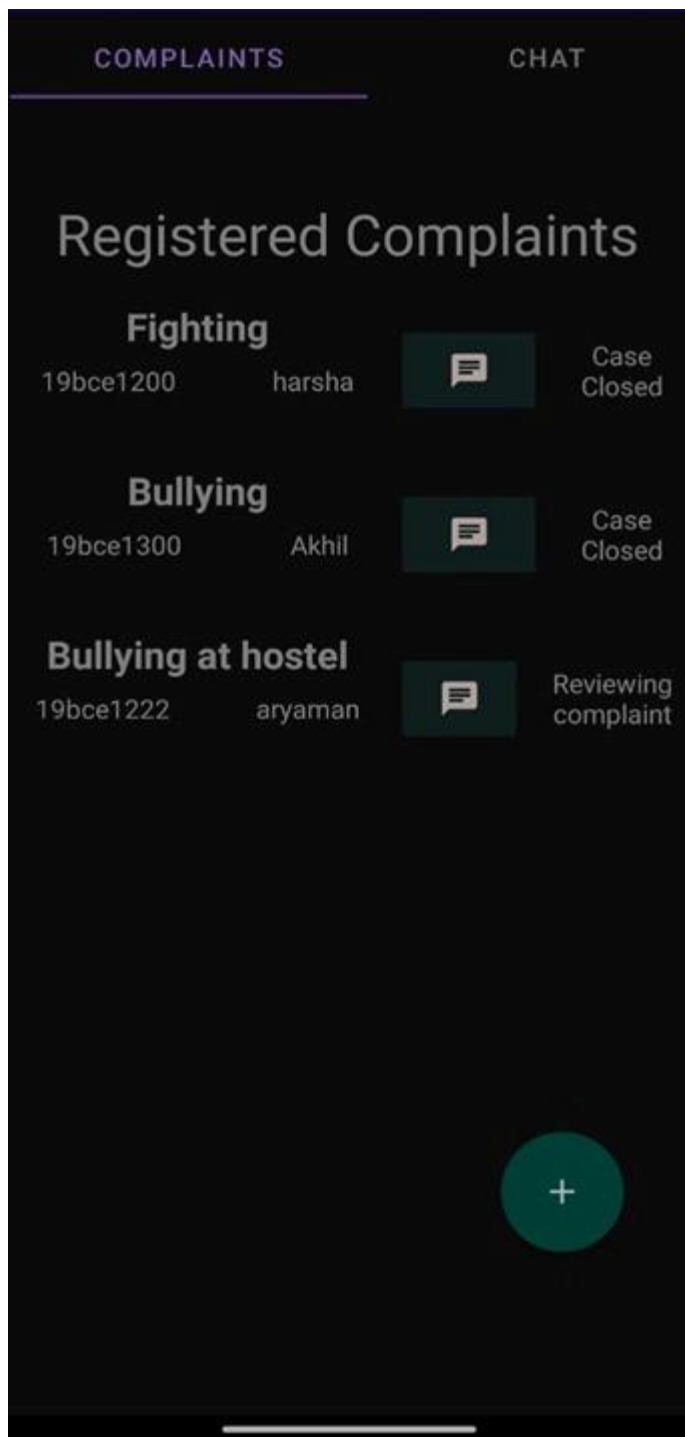 COMPLAINTS CHAT
Registered Complaints
Fighting
19bce1200 harsha
Case
Closed
Bullying
19bce1300 Akhil
Case
Closed
Bullying at hostel
19bce1222 aryaman
Reviewing
complaint
+